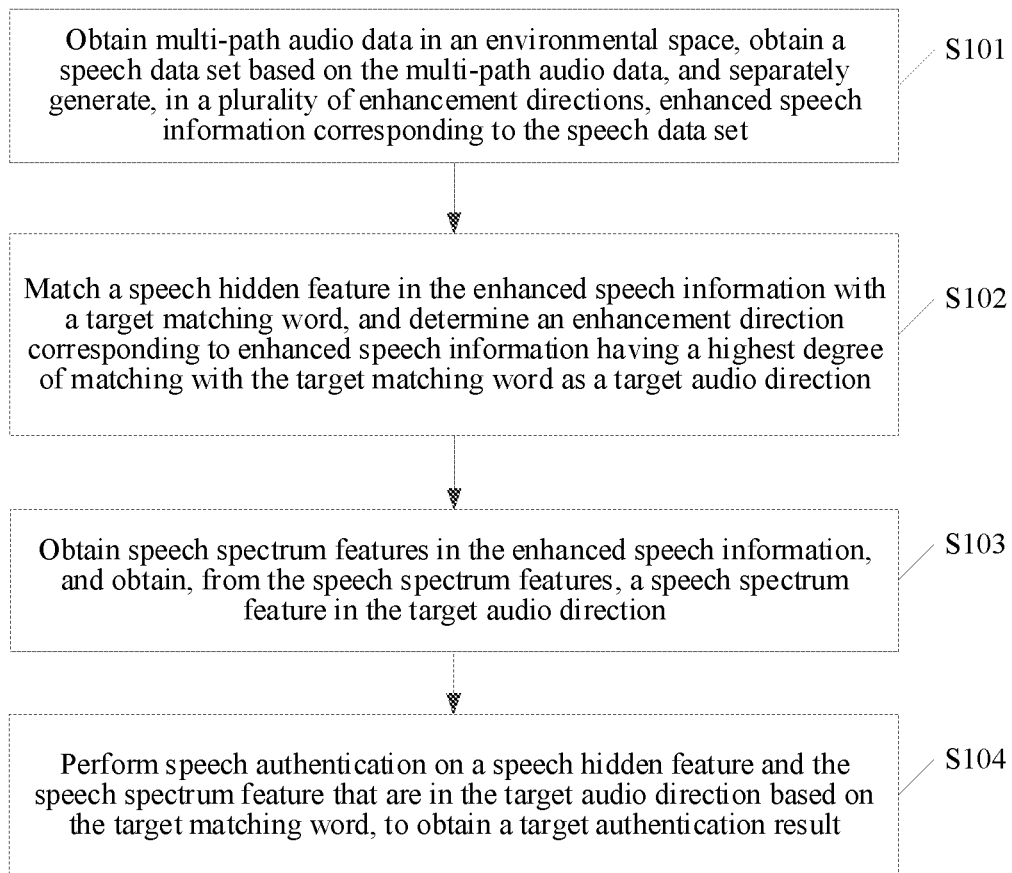 Obtain multi-path audio data in an environmental space, obtain a
speech data set based on the multi-path audio data, and separately
generate, in a plurality of enhancement directions, enhanced speech
information corresponding to the speech data set
S101
Match a speech hidden feature in the enhanced speech information with
a target matching word, and determine an enhancement direction
corresponding to enhanced speech information having a highest degree
of matching with the target matching word as a target audio direction
S102
Obtain speech spectrum features in the enhanced speech information,
and obtain, from the speech spectrum features, a speech spectrum
feature in the target audio direction
S103
Perform speech authentication on a speech hidden feature and the
speech spectrum feature that are in the target audio direction based on
the target matching word, to obtain a target authentication result
S104